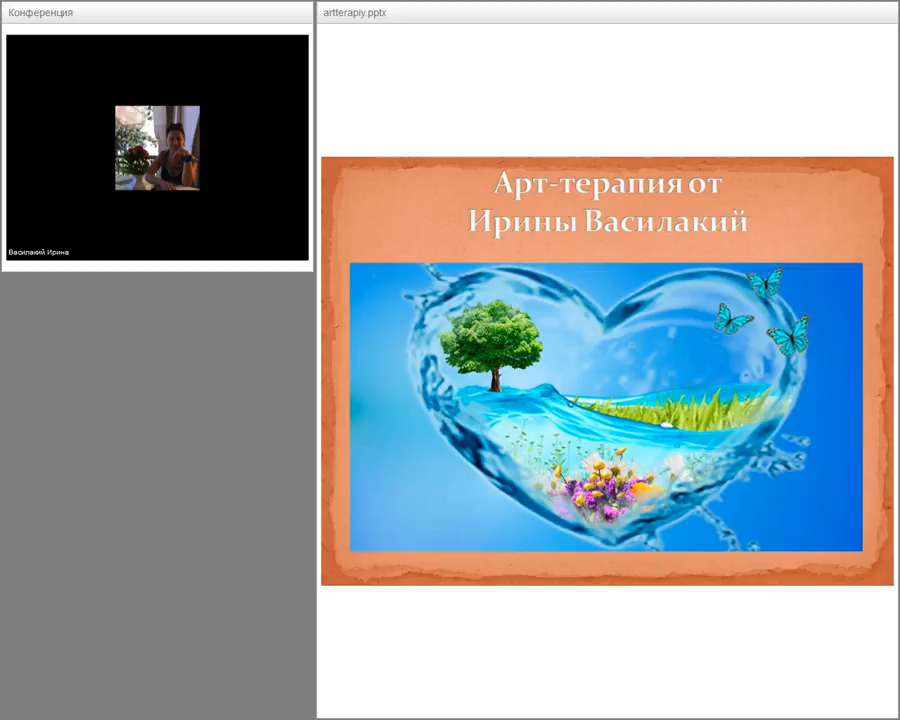 Конференция
Василакий Ирина
artterapiy.pptx
Арт-терапия от
Ирины Василакий